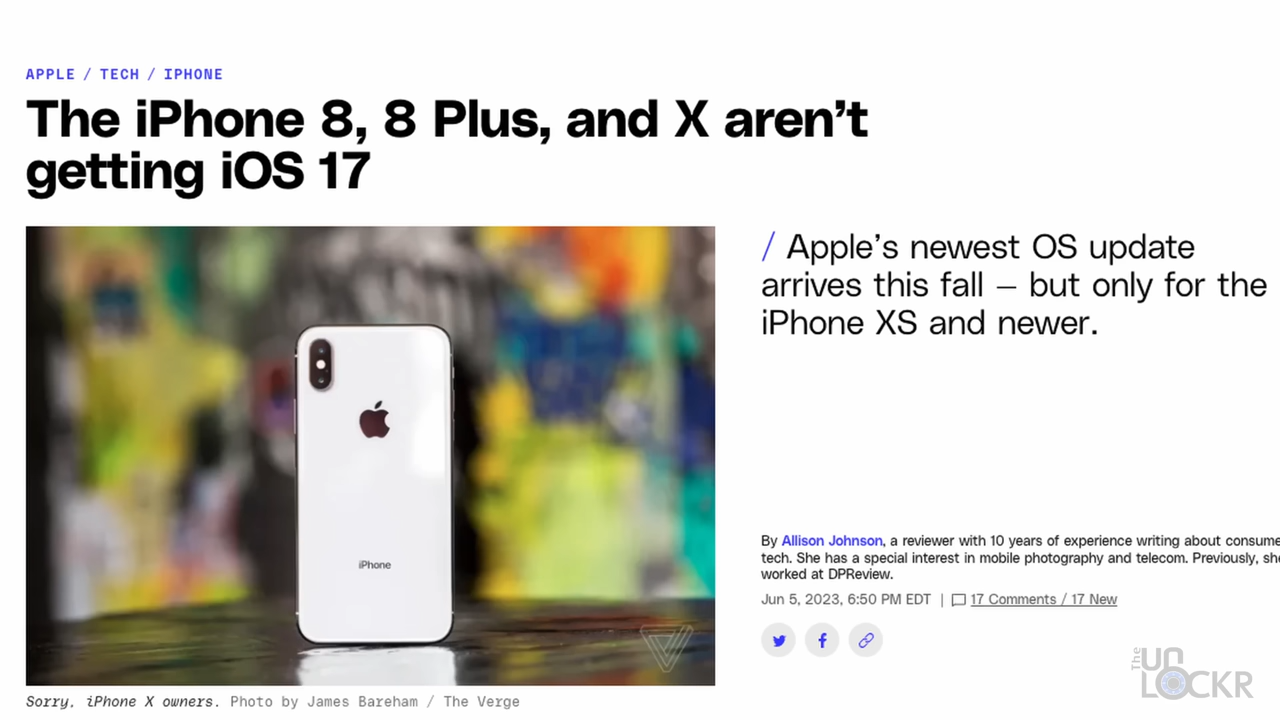 APPLE / TECH / IPHONE
The iPhone 8, 8 Plus, and X aren’t
getting iOS 17
/ Apple’s newest OS update
arrives this fall — but only for the
iPhone XS and newer.
iPhone
By Allison Johnson, a reviewer with 10 years of experience writing about consume
tech. She has a special interest in mobile photography and telecom. Previously, she
worked at DPReview.
Jun 5, 2023, 6:50 PM EDT | 17 Comments / 17 New
Sorry, iPhone X owners. Photo by James Bareham / The Verge
The
UN
LOCKR